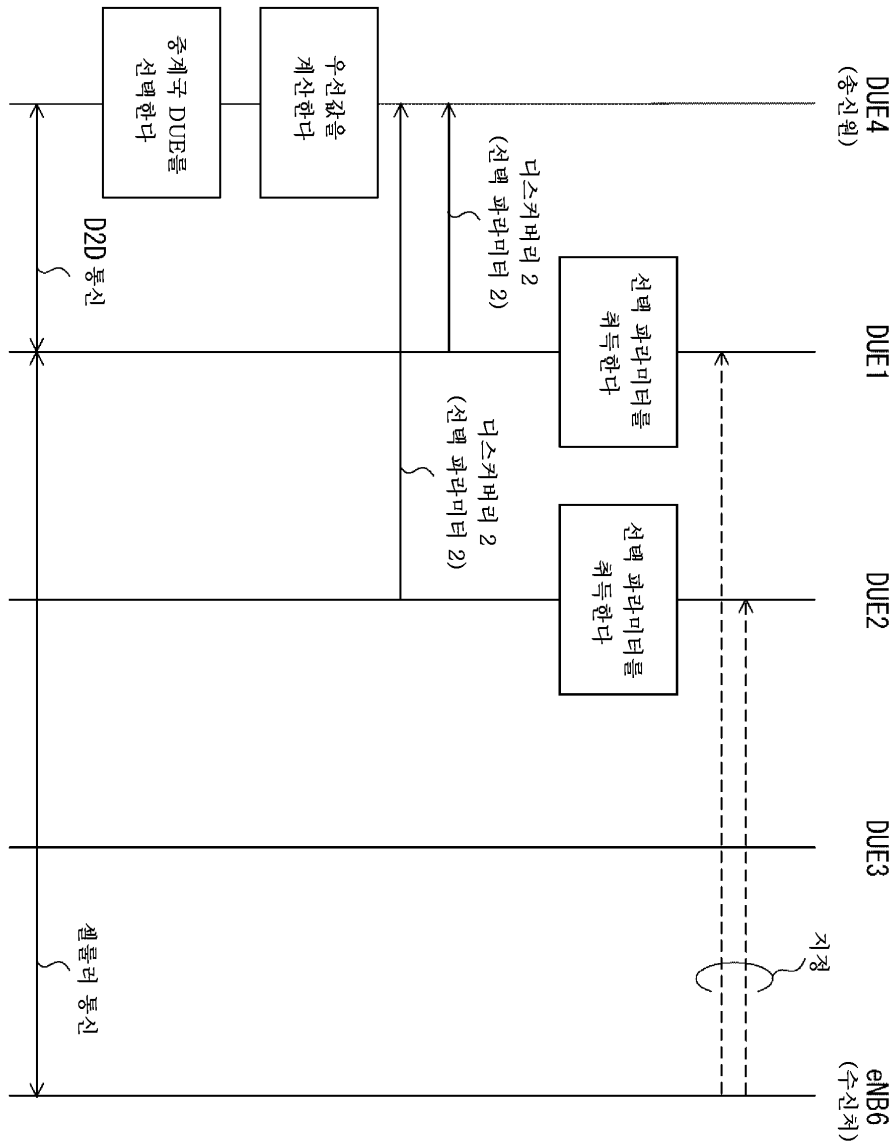 DUE4
(송신원)
DUE1
DUE2
DUE3
eNB6
(수신처)
지정
선택 파라미터를
취득한다
선택 파라미터를
취득한다
디스커버리 2
(선택 파라미터 2)
디스커버리 2
(선택 파라미터 2)
우선값을
계산한다
중계국 DUE를
선택한다
D2D 통신
셀룰러 통신